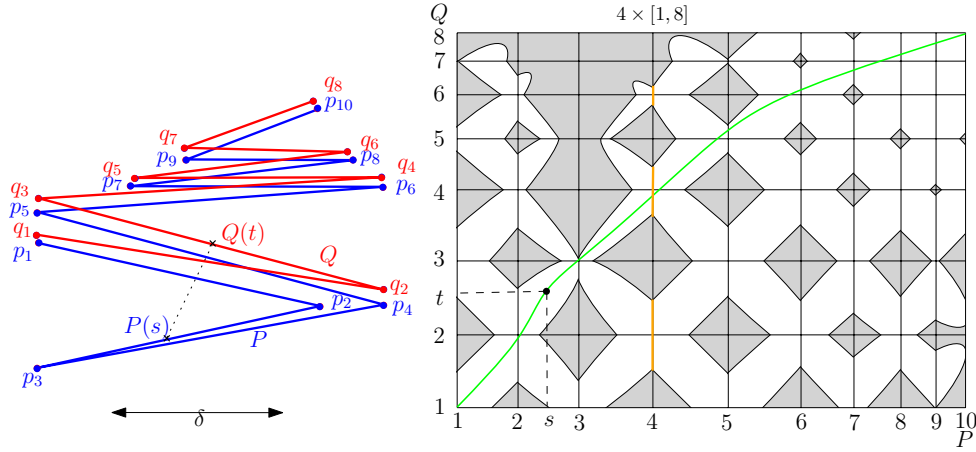 q₈
p₁₀
q₇
p₉
q₆
p₈
q₅
p₇
q₄
p₆
q₃
p₅
q₁
p₁
Q(t)
Q
q₂
p₂
p₄
P(s)
P
p₃
δ
4 × [1, 8]
Q
8
7
6
5
4
3
t
2
1
1 2 s 3 4 5 6 7 8 9 10
P